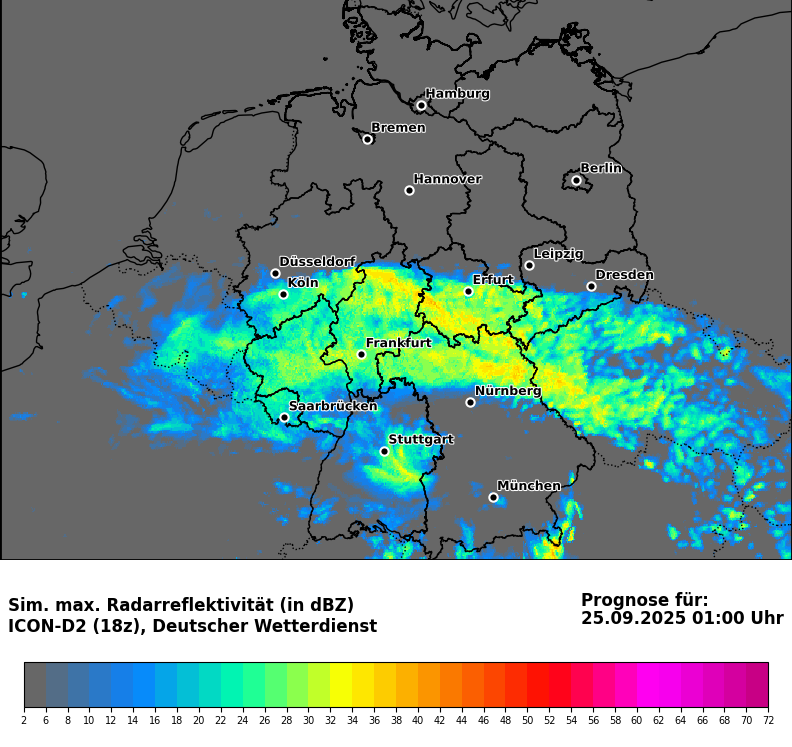 Hamburg
Bremen
Berlin
Hannover
Leipzig
Düsseldorf
Dresden
Erfurt
Köln
Frankfurt
Nürnberg
Saarbrücken
Stuttgart
München
Sim. max. Radarreflektivität (in dBZ)
ICON-D2 (18z), Deutscher Wetterdienst
Prognose für:
25.09.2025 01:00 Uhr
2 6 8 10 12 14 16 18 20 22 24 26 28 30 32 34 36 38 40 42 44 46 48 50 52 54 56 58 60 62 64 66 68 70 72